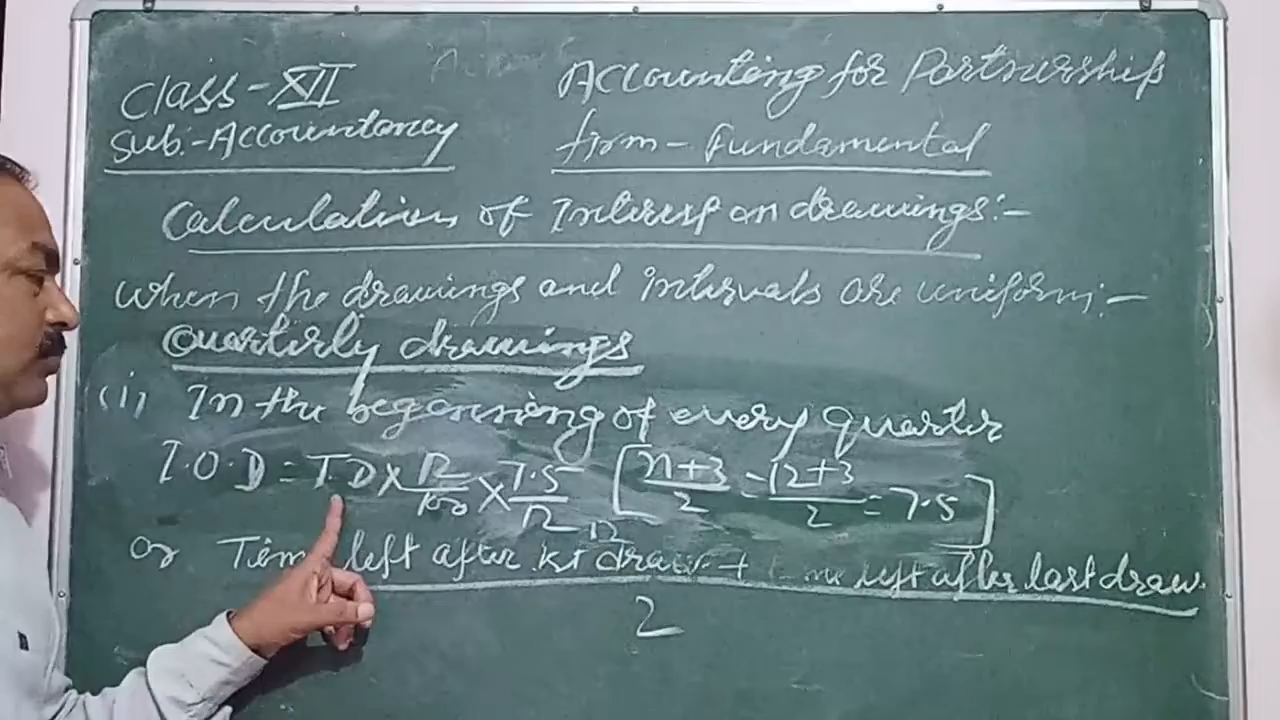 Class-XII
Sub:-Accountancy
Accounting for Partnership
firm - Fundamental
Calculation of Interest on drawings:-
When the drawings and intervals are uniform:-
Quarterly drawings
(i) In the beginning of every quarter
I.O.D = T.D × R/100 × 7.5/12 [n+3/2 = 12+3/2 = 7.5]
12
Or Time left after 1st draw. + time left after last draw.
2